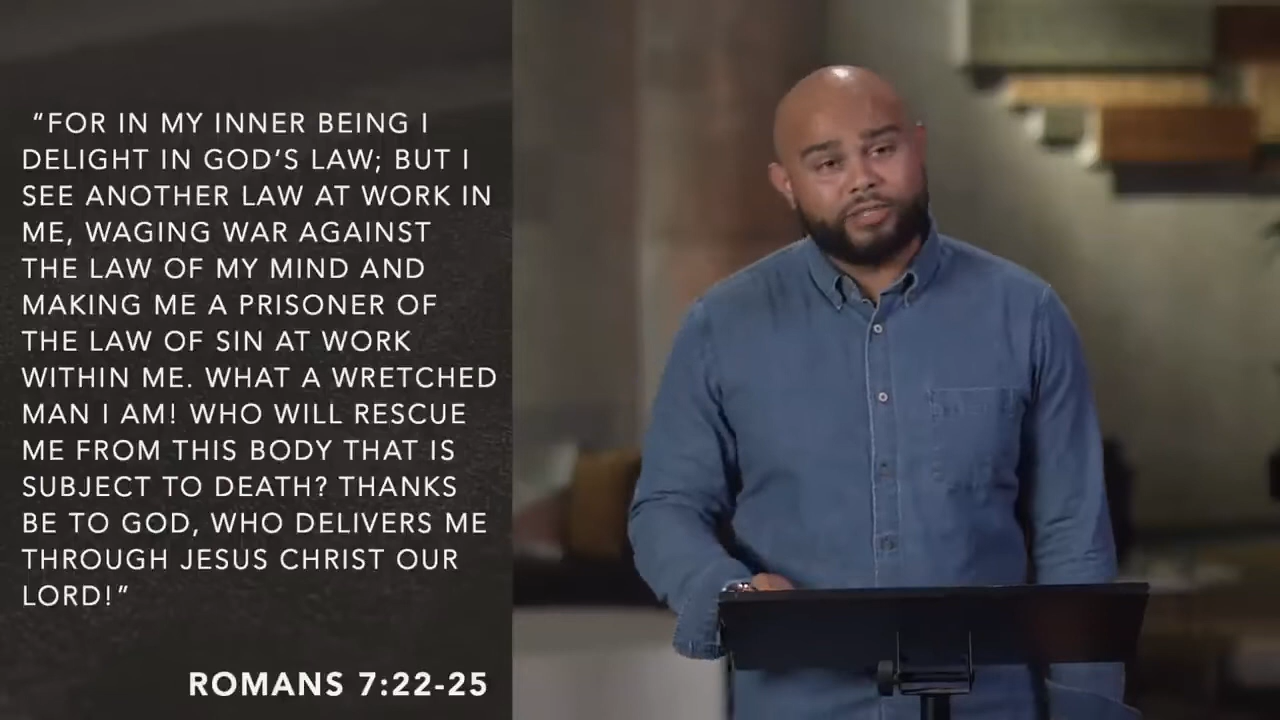 “FOR IN MY INNER BEING I
DELIGHT IN GOD’S LAW; BUT I
SEE ANOTHER LAW AT WORK IN
ME, WAGING WAR AGAINST
THE LAW OF MY MIND AND
MAKING ME A PRISONER OF
THE LAW OF SIN AT WORK
WITHIN ME. WHAT A WRETCHED
MAN I AM! WHO WILL RESCUE
ME FROM THIS BODY THAT IS
SUBJECT TO DEATH? THANKS
BE TO GOD, WHO DELIVERS ME
THROUGH JESUS CHRIST OUR
LORD!”
ROMANS 7:22-25